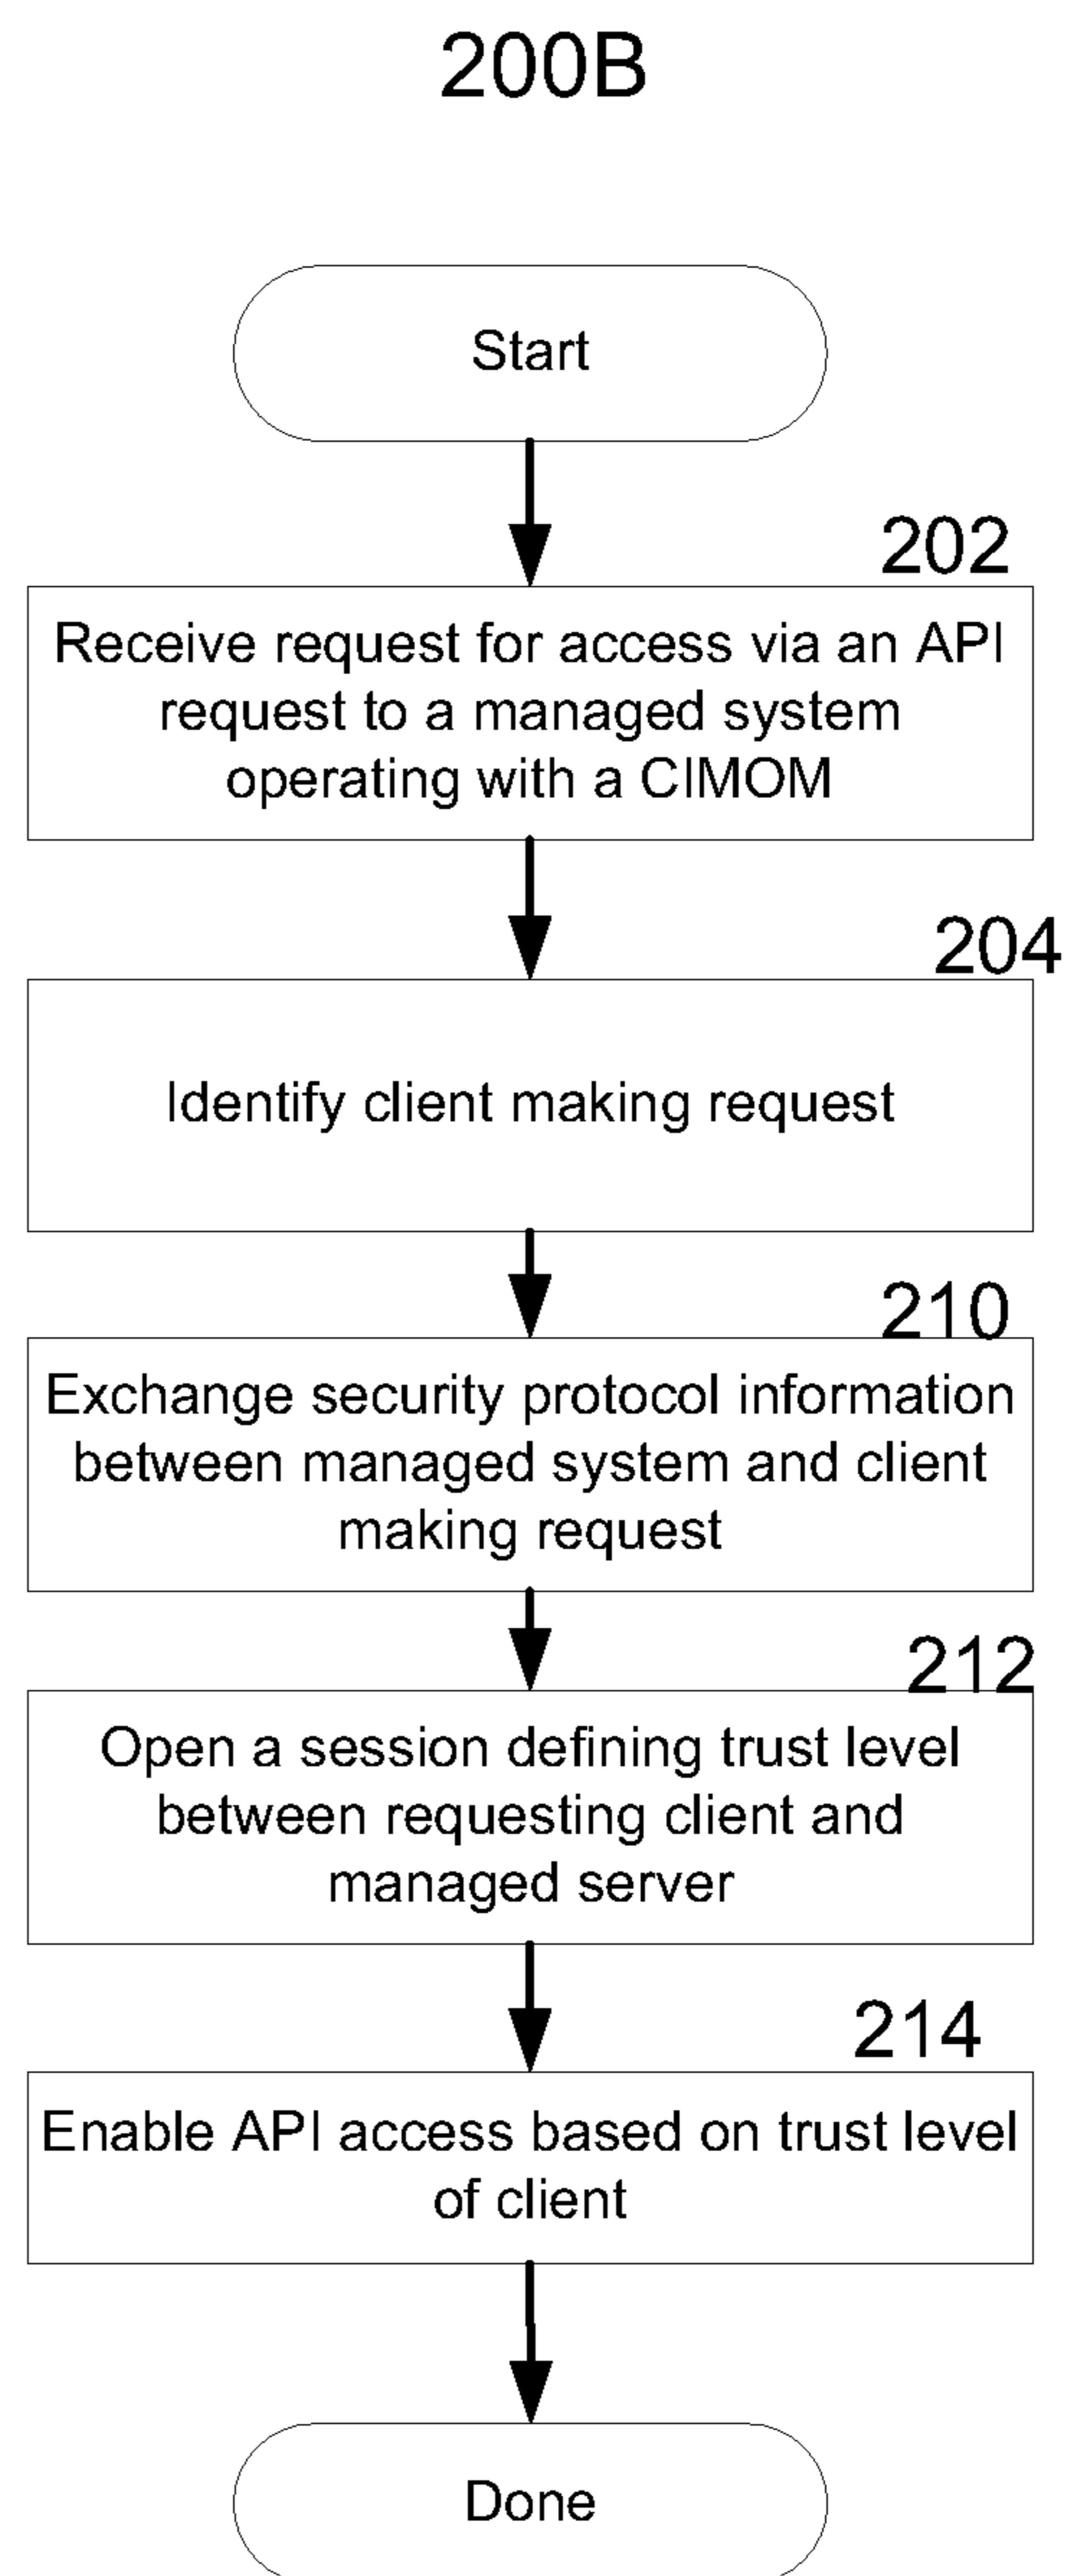 200B
Start
202
Receive request for access via an API
request to a managed system
operating with a CIMOM
204
Identify client making request
210
Exchange security protocol information
between managed system and client
making request
212
Open a session defining trust level
between requesting client and
managed server
214
Enable API access based on trust level
of client
Done